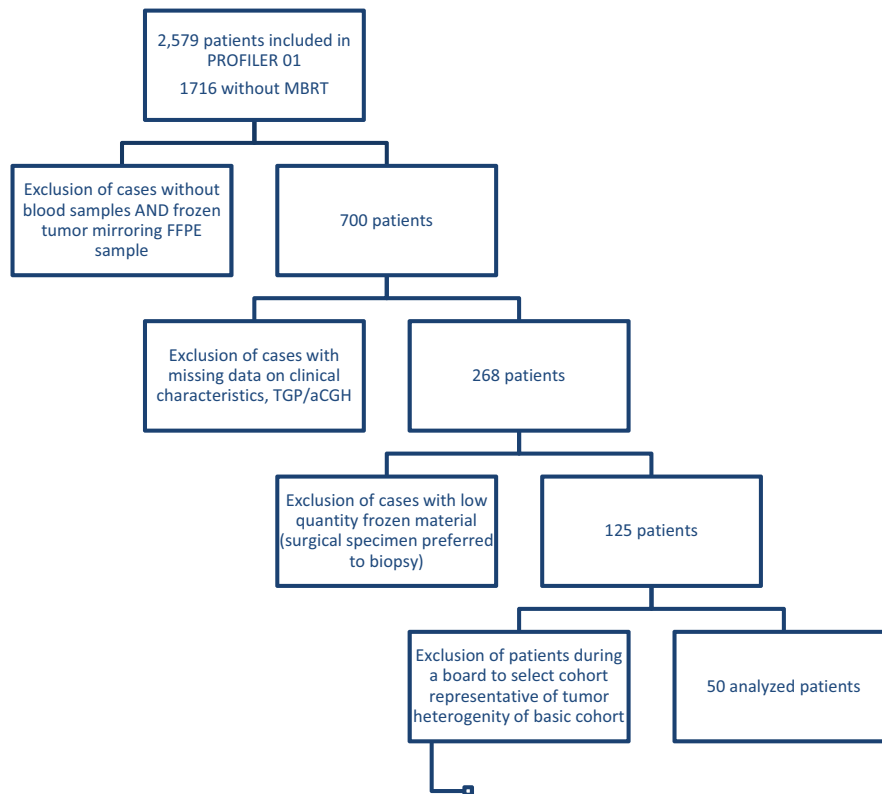 2,579 patients included in
PROFILER 01
1716 without MBRT
Exclusion of cases without
blood samples AND frozen
tumor mirroring FFPE
sample
700 patients
Exclusion of cases with
missing data on clinical
characteristics, TGP/aCGH
268 patients
Exclusion of cases with low
quantity frozen material
(surgical specimen preferred
to biopsy)
125 patients
Exclusion of patients during
a board to select cohort
representative of tumor
heterogenity of basic cohort
50 analyzed patients